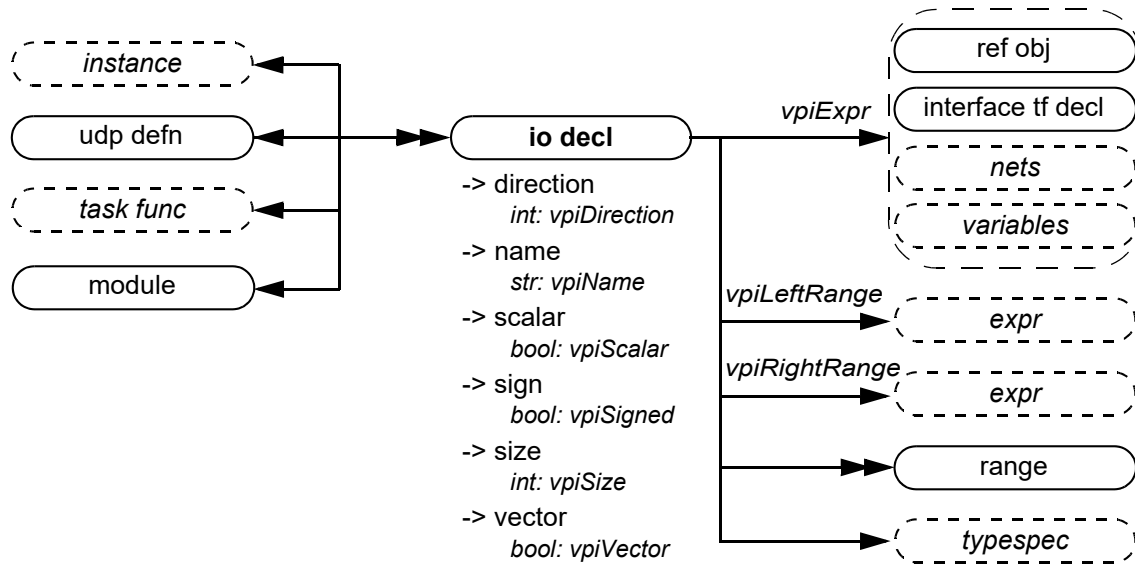 instance
udp defn
task func
module
io decl
-> direction
int: vpiDirection
-> name
str: vpiName
-> scalar
bool: vpiScalar
-> sign
bool: vpiSigned
-> size
int: vpiSize
-> vector
bool: vpiVector
vpiExpr
ref obj
interface tf decl
nets
variables
vpiLeftRange
expr
vpiRightRange
expr
range
typespec